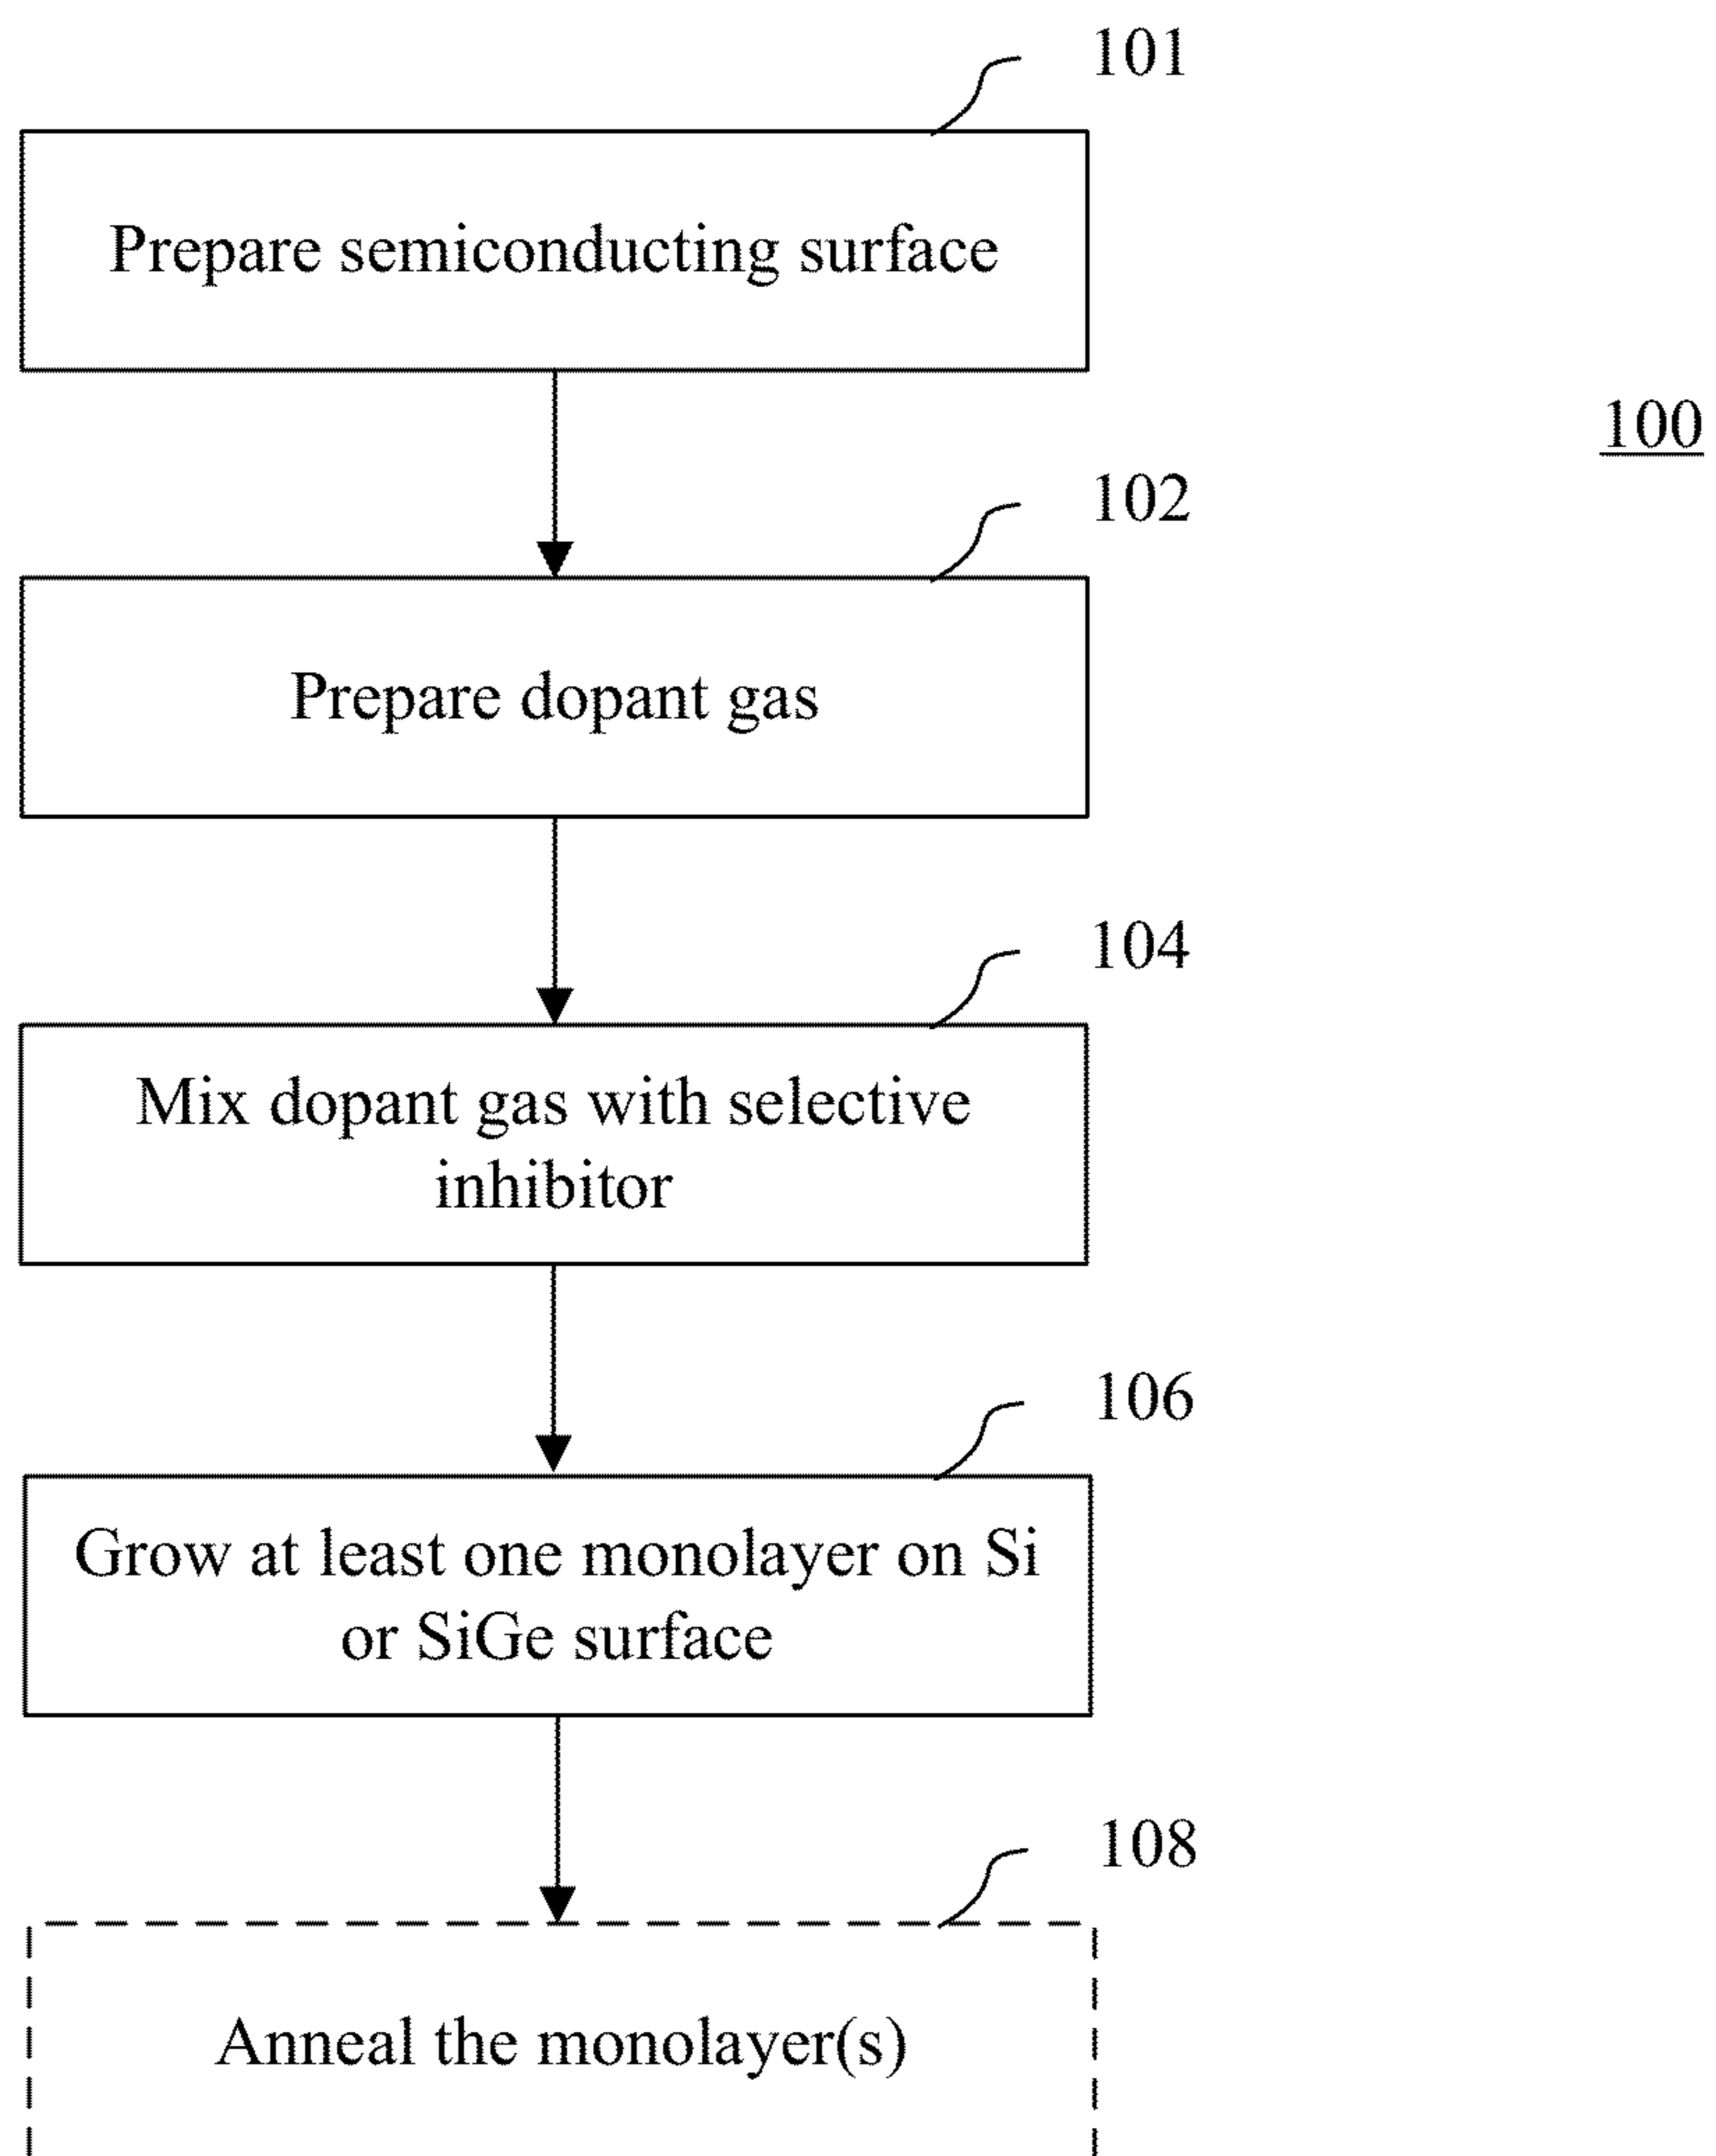 101
Prepare semiconducting surface
100
102
Prepare dopant gas
104
Mix dopant gas with selective
inhibitor
106
Grow at least one monolayer on Si
or SiGe surface
108
Anneal the monolayer(s)